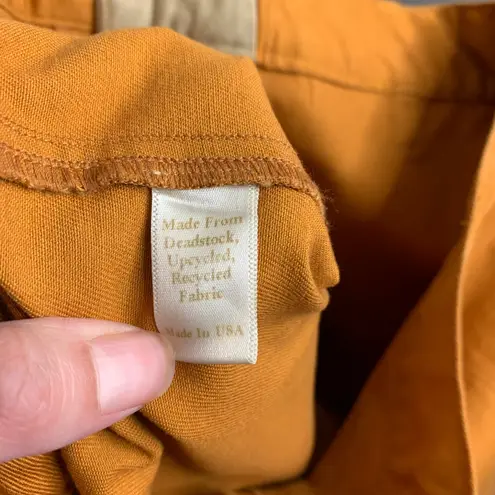 Made From
Deadstock,
Upcycled,
Recycled
Fabric
Made In USA